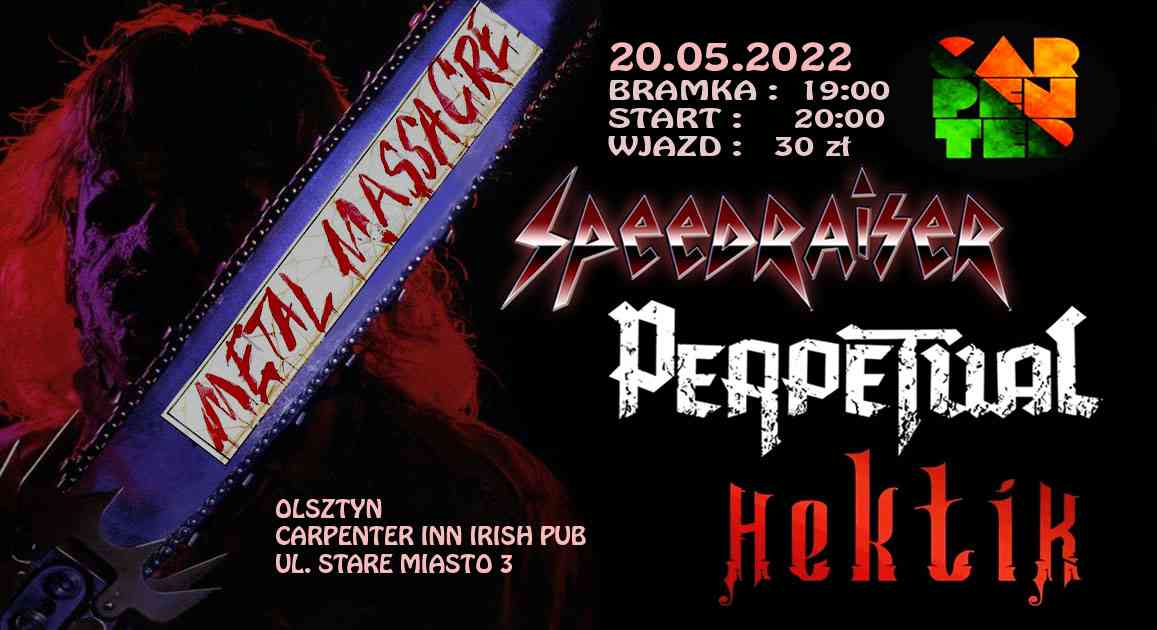 METAL MASSACRE
20.05.2022
BRAMKA : 19:00
START : 20:00
WJAZD : 30 zł
CAR
PEN
TER
SPEEDRAISER
PERPETUAL
Hektik
OLSZTYN
CARPENTER INN IRISH PUB
UL. STARE MIASTO 3